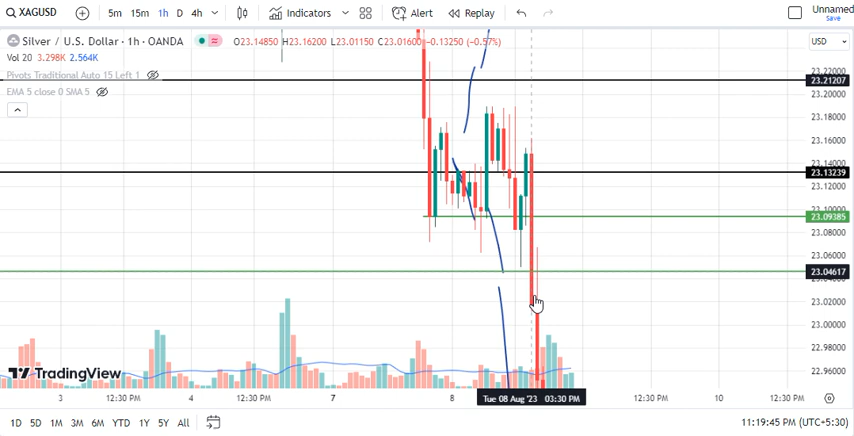 XAGUSD 5m 15m 1h D 4h Indicators Alert Replay Unnamed
Save
Silver / U.S. Dollar · 1h · OANDA O23.14850 H23.16200 L23.01150 C23.01600 −0.13250 (−0.57%) USD
Vol 20 3.298K 2.564K
Pivots Traditional Auto 15 Left 1
EMA 5 close 0 SMA 5
23.22000
23.21207
23.20000
23.18000
23.16000
23.14000
23.13239
23.12000
23.09385
23.08000
23.06000
23.04617
23.02000
23.00000
22.98000
22.96000
TradingView
3 12:30 PM 4 12:30 PM 7 12:30 PM 8 Tue 08 Aug '23 03:30 PM 12:30 PM 10 12:30 PM
1D 5D 1M 3M 6M YTD 1Y 5Y All 11:19:45 PM (UTC+5:30)